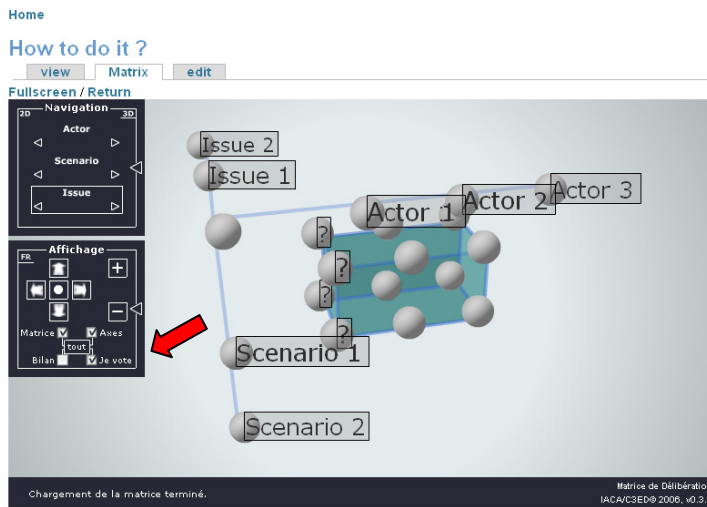 Home
How to do it ?
view Matrix edit
Fullscreen / Return
2D Navigation 3D
Actor
Scenario
Issue
Affichage
FR
Matrice Axes
tout
Bilan Je vote
Issue 2
Issue 1
Actor 1
Actor 2
Actor 3
?
?
?
?
Scenario 1
Scenario 2
Chargement de la matrice terminé.
Matrice de Délibératio
IACA/C3ED® 2006, v0.3.